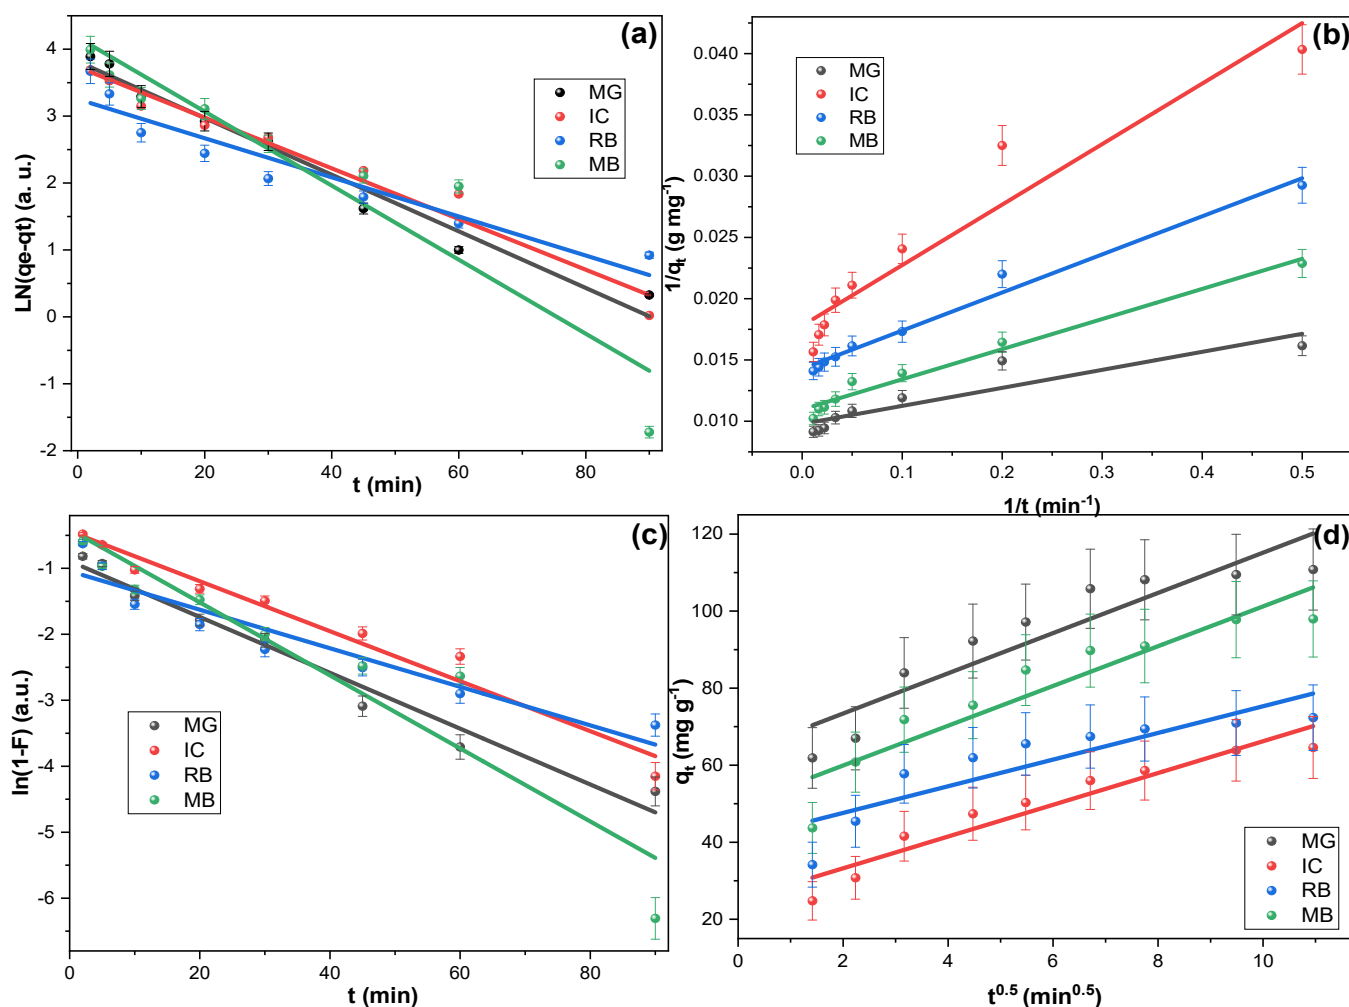 (a)
LN(qe-qt) (a. u.)
4
3
2
1
0
-1
-2
MG
IC
RB
MB
0 20 40 60 80
t (min)
(b)
1/qt (g mg-1)
0.040
0.035
0.030
0.025
0.020
0.015
0.010
MG
IC
RB
MB
0.0 0.1 0.2 0.3 0.4 0.5
1/t (min-1)
(c)
ln(1-F) (a.u.)
-1
-2
-3
-4
-5
-6
MG
IC
RB
MB
0 20 40 60 80
t (min)
(d)
qt (mg g-1)
120
100
80
60
40
20
MG
IC
RB
MB
0 2 4 6 8 10
t0.5 (min0.5)